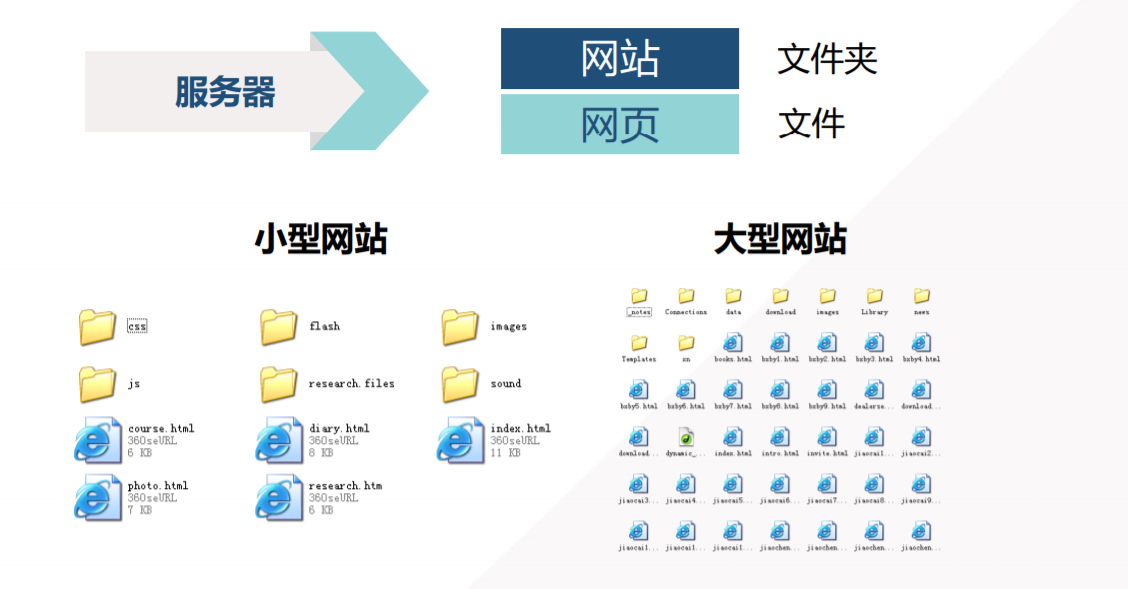 服务器
网站
文件夹
网页
文件
小型网站
大型网站
css
flash
images
js
research.files
sound
course.html
360seURL
6 KB
diary.html
360seURL
8 KB
index.html
360seURL
11 KB
photo.html
360seURL
7 KB
research.htm
360seURL
6 KB
_notes Connections data download images Library news
Templates xn books.html bzby1.html bzby2.html bzby3.html bzby4.html
bzby5.html bzby6.html bzby7.html bzby8.html bzby9.html dealerse... download...
download... dynamic_... index.html intro.html invite.html jiaocai1... jiaocai2...
jiaocai3... jiaocai4... jiaocai5... jiaocai6... jiaocai7... jiaocai8... jiaocai9...
jiaocai1... jiaocai1... jiaocai1... jiaochen... jiaochen... jiaochen... jiaochen...